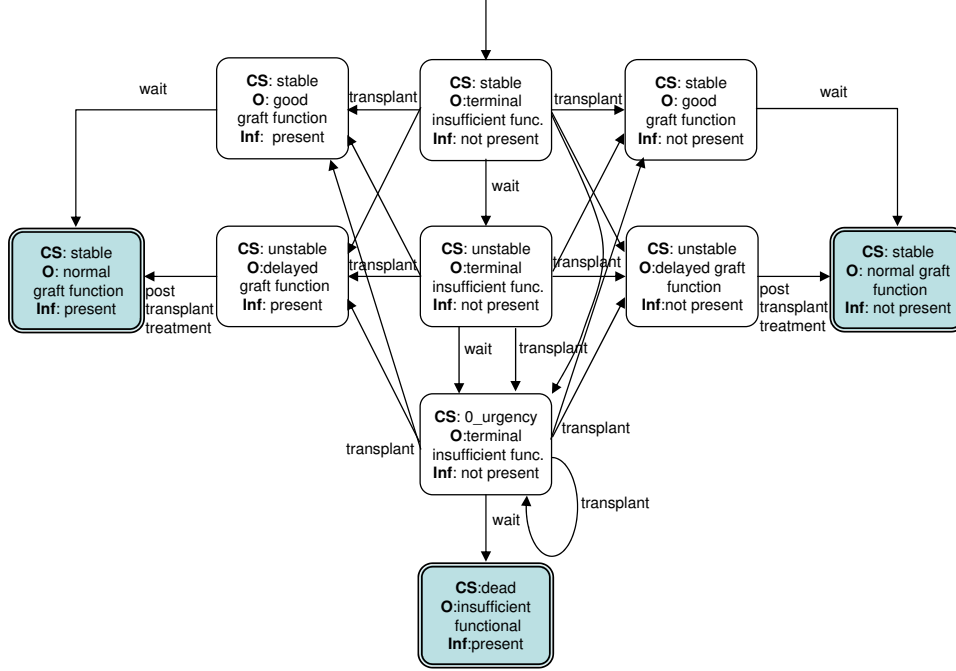 CS: stable
O: good
graft function
Inf:  present
CS: stable
O:terminal
insufficient func.
Inf: not present
CS: stable
O: good
graft function
Inf: not present
wait
transplant
transplant
wait
wait
CS: stable
O: normal
graft function
Inf: present
CS: unstable
O:delayed
graft function
Inf: present
CS: unstable
O:terminal
insufficient func.
Inf: not present
CS: unstable
O:delayed graft
function
Inf:not present
CS: stable
O: normal graft
function
Inf: not present
transplant
transplant
post
transplant
treatment
post
transplant
treatment
wait
transplant
CS: 0_urgency
O:terminal
insufficient func.
Inf: not present
transplant
transplant
transplant
wait
CS:dead
O:insufficient
functional
Inf:present